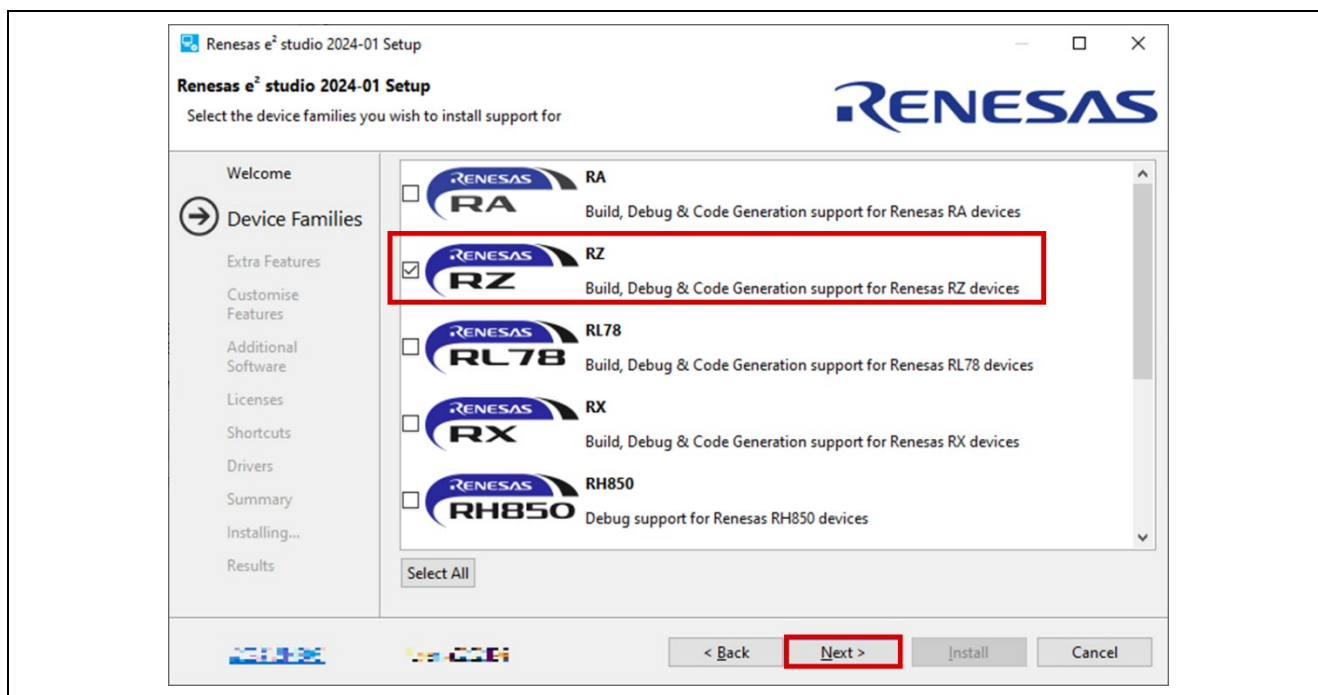 Renesas e² studio 2024-01 Setup
Renesas e² studio 2024-01 Setup
Select the device families you wish to install support for
RENESAS
Welcome
Device Families
Extra Features
Customise
Features
Additional
Software
Licenses
Shortcuts
Drivers
Summary
Installing...
Results
RENESAS
RA
RA
Build, Debug & Code Generation support for Renesas RA devices
RENESAS
RZ
RZ
Build, Debug & Code Generation support for Renesas RZ devices
RENESAS
RL78
RL78
Build, Debug & Code Generation support for Renesas RL78 devices
RENESAS
RX
RX
Build, Debug & Code Generation support for Renesas RX devices
RENESAS
RH850
RH850
Debug support for Renesas RH850 devices
Select All
< Back
Next >
Install
Cancel